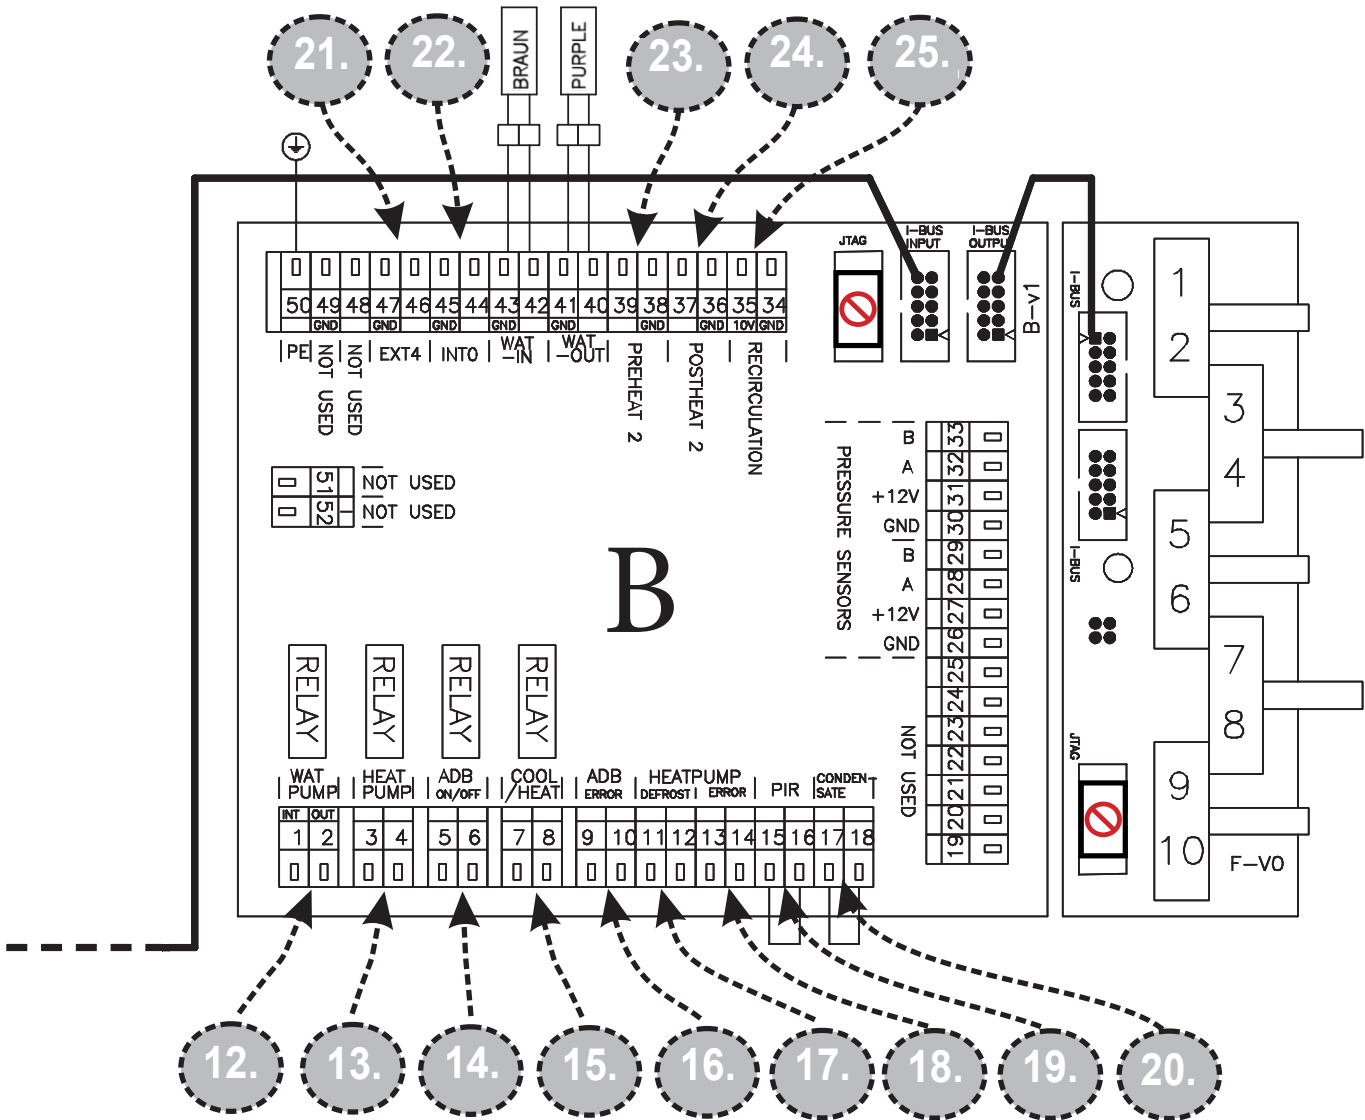 21.
22.
BRAUN
PURPLE
23.
24.
25.
JTAG
I-BUS
INPUT
I-BUS
OUTPUT
50 49 48 47 46 45 44 43 42 41 40 39 38 37 36 35 34
GND GND GND GND GND GND GND 10V GND
PE
NOT USED
NOT USED
EXT4
INT0
WAT
-IN
WAT
-OUT
PREHEAT 2
POSTHEAT 2
RECIRCULATION
B-v1
I-BUS
1
2
3
4
5
6
7
8
9
10
I-BUS
JTAG
F-V0
51 NOT USED
52 NOT USED
B
PRESSURE SENSORS
B 33
A 32
+12V 31
GND 30
B 29
A 28
+12V 27
GND 26
25
24
23
22
21
20
19
NOT USED
RELAY
RELAY
RELAY
RELAY
WAT
PUMP
HEAT
PUMP
ADB
ON/OFF
COOL
/HEAT
ADB
ERROR
HEATPUMP
DEFROST
ERROR
PIR
CONDEN-
SATE
INT OUT
1 2 3 4 5 6 7 8 9 10 11 12 13 14 15 16 17 18
12.
13.
14.
15.
16.
17.
18.
19.
20.